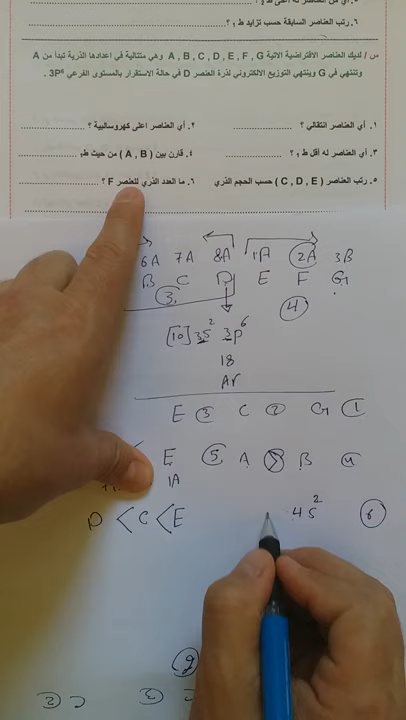 ٦. رتب العناصر السابقة حسب تزايد ط١ ؟
س / لديك العناصر الافتراضية الاتية A , B , C , D , E , F , G وهي متتالية في اعدادها الذرية تبدأ من A
وتنتهي في G وينتهي التوزيع الالكتروني لذرة العنصر D في حالة الاستقرار بالمستوى الفرعي 3P⁶ .
١. أي العناصر انتقالي ؟ ٢. أي العناصر اعلى كهروسالبية ؟
٣. أي العناصر له أقل ط١ ؟ ٤. قارن بين ( A , B ) من حيث ط١
٥. رتب العناصر ( C , D , E ) حسب الحجم الذري ٦. ما العدد الذري للعنصر F ؟
6A 7A 8A 1A 2A 3B
B C D E F G
3 4
[10] 3s² 3p⁶
18
Ar
E 3 C 2 G 1
E 5 A > B 4
1A
D < C < E 4s² 6